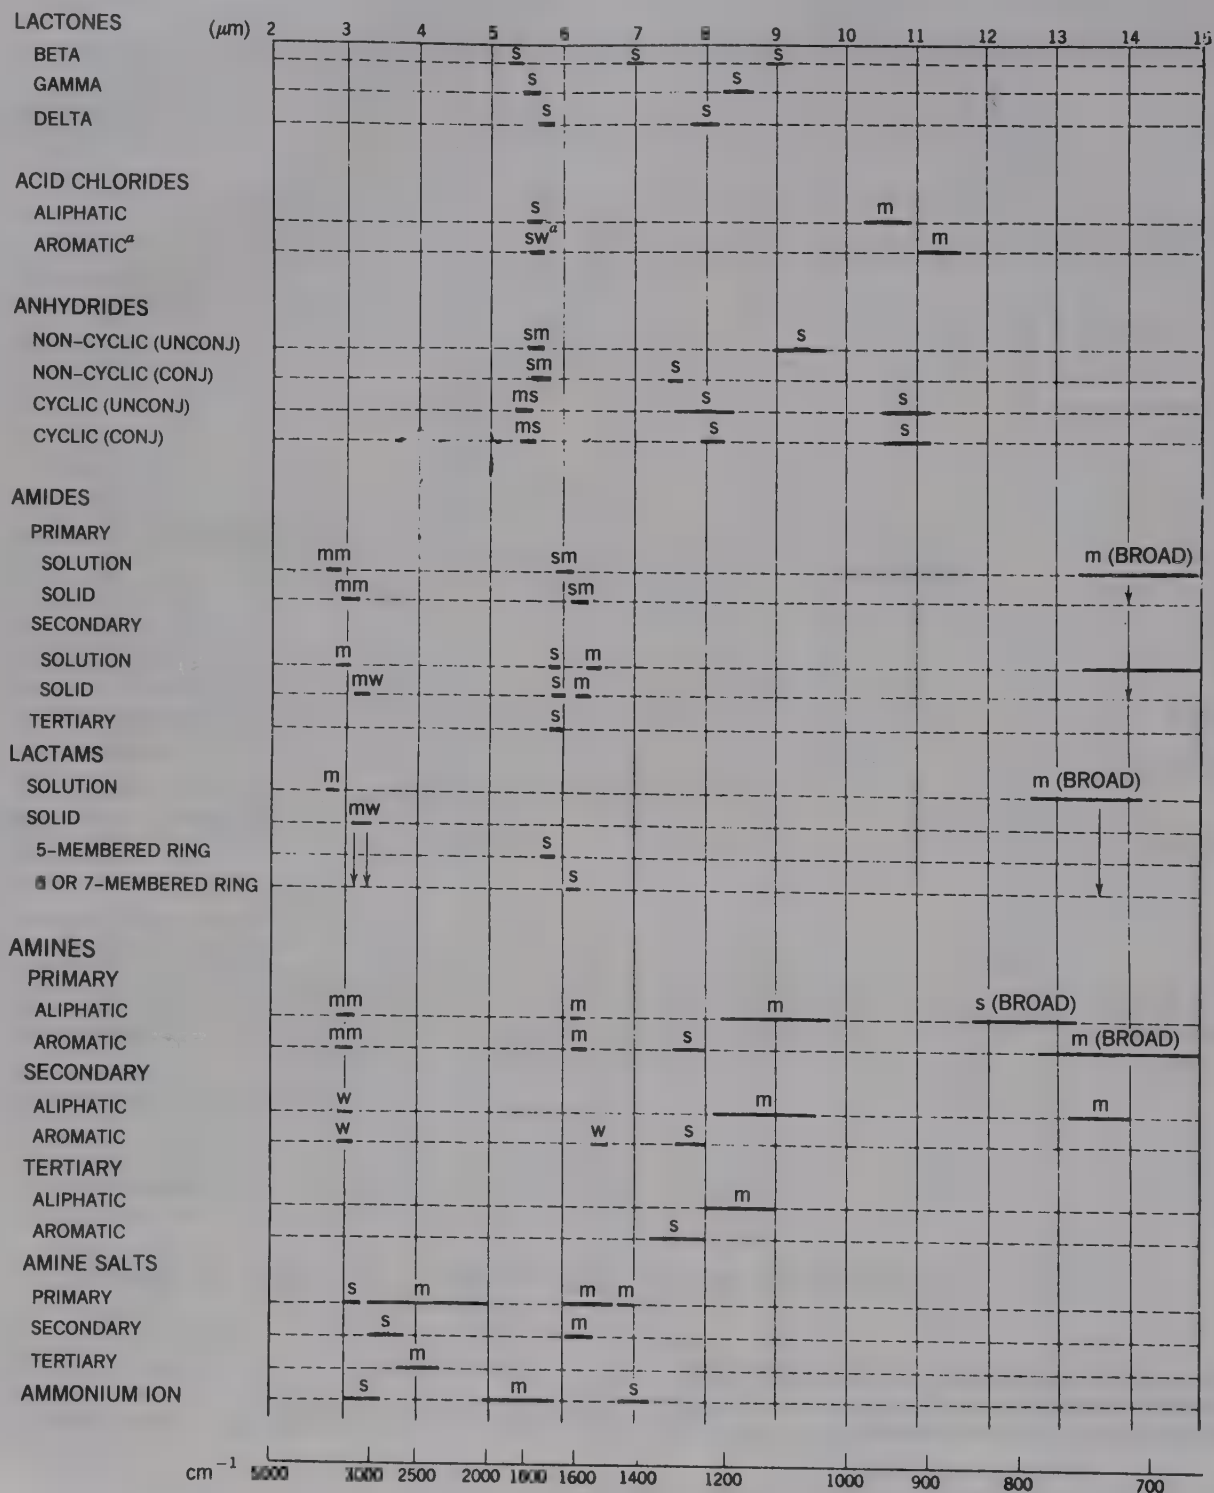 LACTONES (μm) 2 3 4 5 6 7 8 9 10 11 12 13 14 15
BETA s s s
GAMMA s s
DELTA s s
ACID CHLORIDES
ALIPHATIC s m
AROMATICᵃ swᵃ m
ANHYDRIDES
NON-CYCLIC (UNCONJ) sm s
NON-CYCLIC (CONJ) sm s
CYCLIC (UNCONJ) ms s s
CYCLIC (CONJ) ms s s
AMIDES
PRIMARY
SOLUTION mm sm m (BROAD)
SOLID mm sm
SECONDARY
SOLUTION m s m
SOLID mw s m
TERTIARY s
LACTAMS
SOLUTION m m (BROAD)
SOLID mw
5-MEMBERED RING s
6 OR 7-MEMBERED RING s
AMINES
PRIMARY
ALIPHATIC mm m m s (BROAD)
AROMATIC mm m s m (BROAD)
SECONDARY
ALIPHATIC w m m
AROMATIC w w s
TERTIARY
ALIPHATIC m
AROMATIC s
AMINE SALTS
PRIMARY s m m m
SECONDARY s m
TERTIARY m
AMMONIUM ION s m s
cm⁻¹ 5000 3000 2500 2000 1800 1600 1400 1200 1000 900 800 700